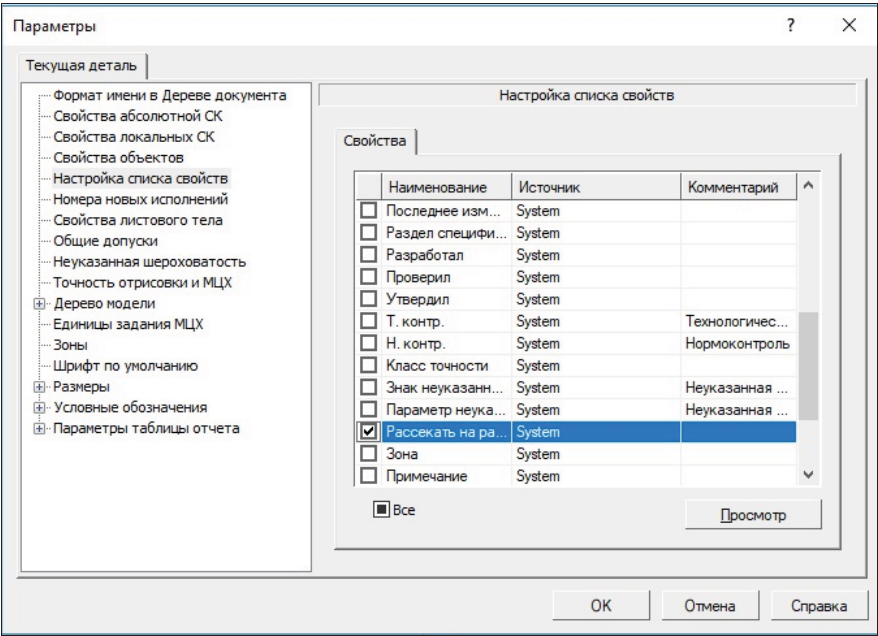 Параметры
?
Текущая деталь
Формат имени в Дереве документа
Свойства абсолютной СК
Свойства локальных СК
Свойства объектов
Настройка списка свойств
Номера новых исполнений
Свойства листового тела
Общие допуски
Неуказанная шероховатость
Точность отрисовки и МЦХ
Дерево модели
Единицы задания МЦХ
Зоны
Шрифт по умолчанию
Размеры
Условные обозначения
Параметры таблицы отчета
Настройка списка свойств
Свойства
Наименование Источник Комментарий
Последнее изм... System
Раздел специфи... System
Разработал System
Проверил System
Утвердил System
Т. контр. System Технологичес...
Н. контр. System Нормоконтроль
Класс точности System
Знак неуказанн... System Неуказанная ...
Параметр неука... System Неуказанная ...
Рассекать на ра... System
Зона System
Примечание System
Все
Просмотр
OK Отмена Справка